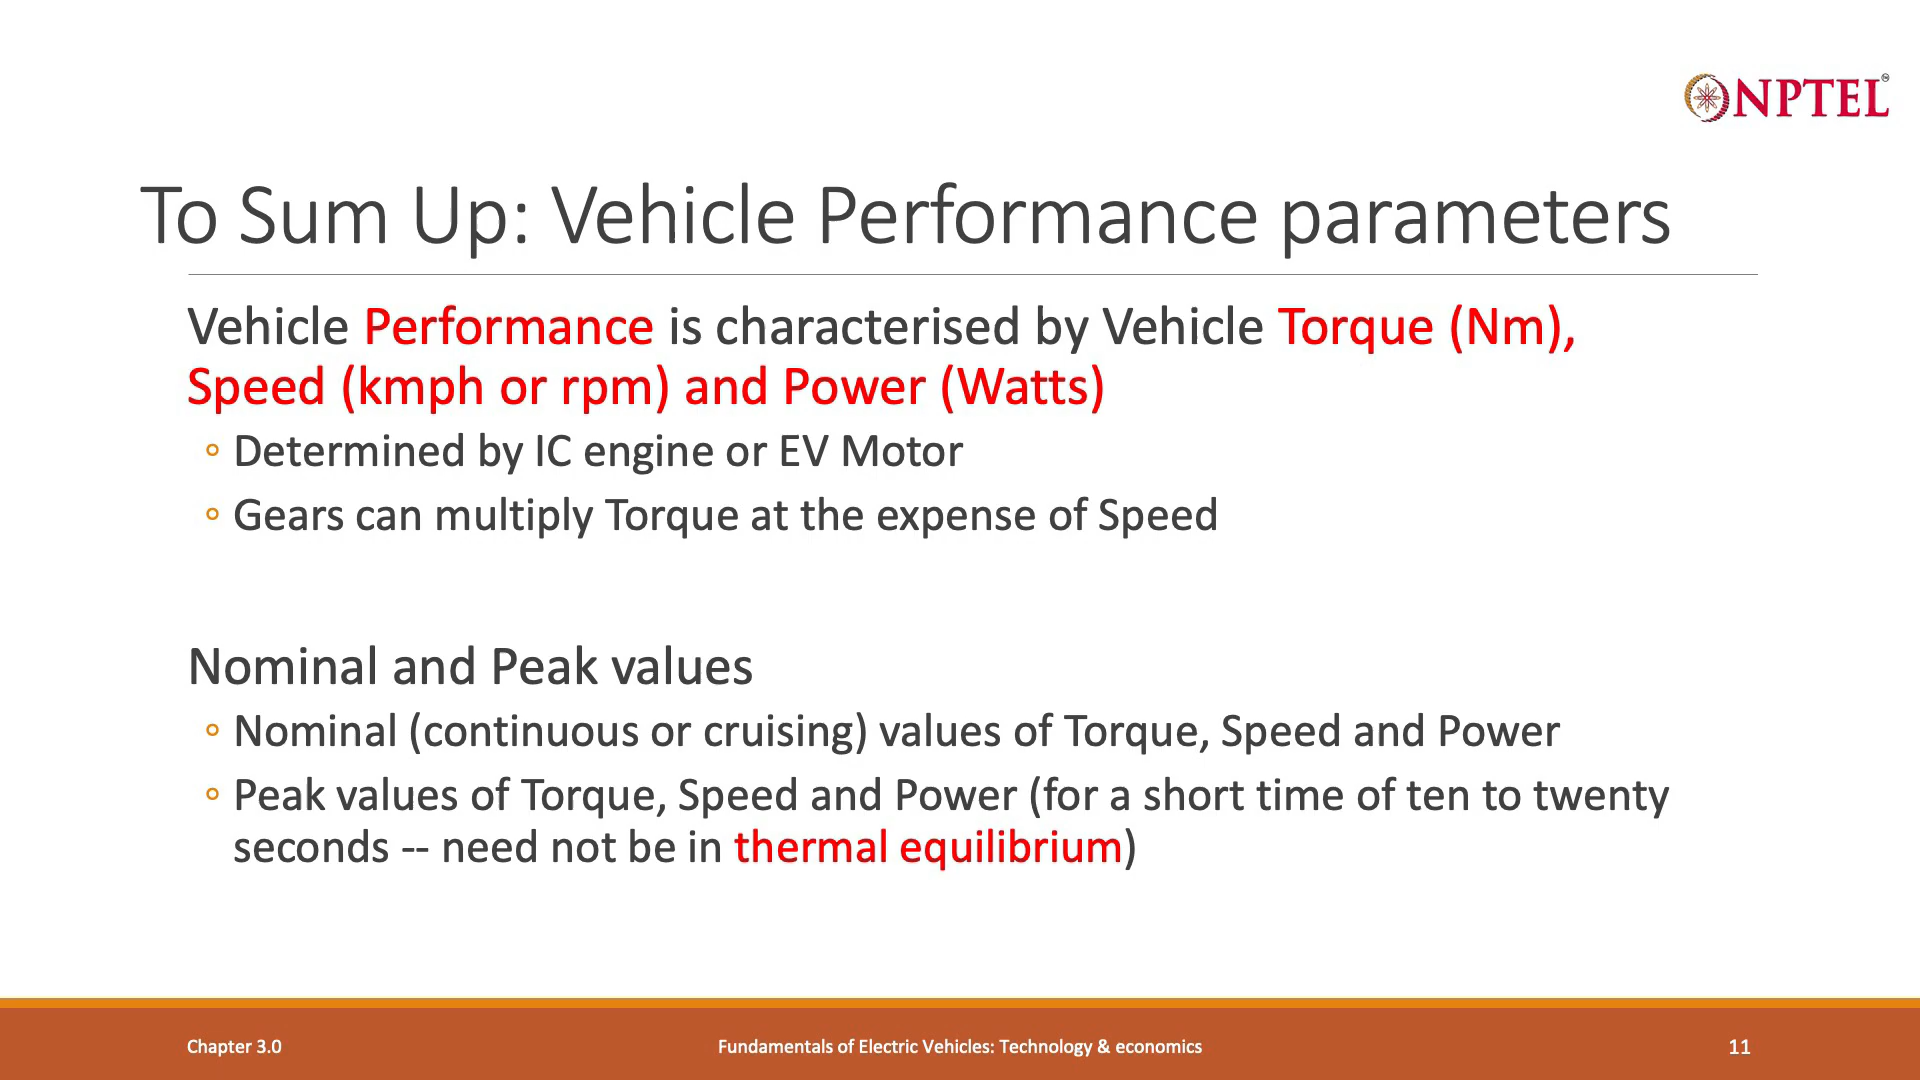 NPTEL
To Sum Up: Vehicle Performance parameters
Vehicle Performance is characterised by Vehicle Torque (Nm),
Speed (kmph or rpm) and Power (Watts)
◦ Determined by IC engine or EV Motor
◦ Gears can multiply Torque at the expense of Speed
Nominal and Peak values
◦ Nominal (continuous or cruising) values of Torque, Speed and Power
◦ Peak values of Torque, Speed and Power (for a short time of ten to twenty
seconds -- need not be in thermal equilibrium)
Chapter 3.0
Fundamentals of Electric Vehicles: Technology & economics
11